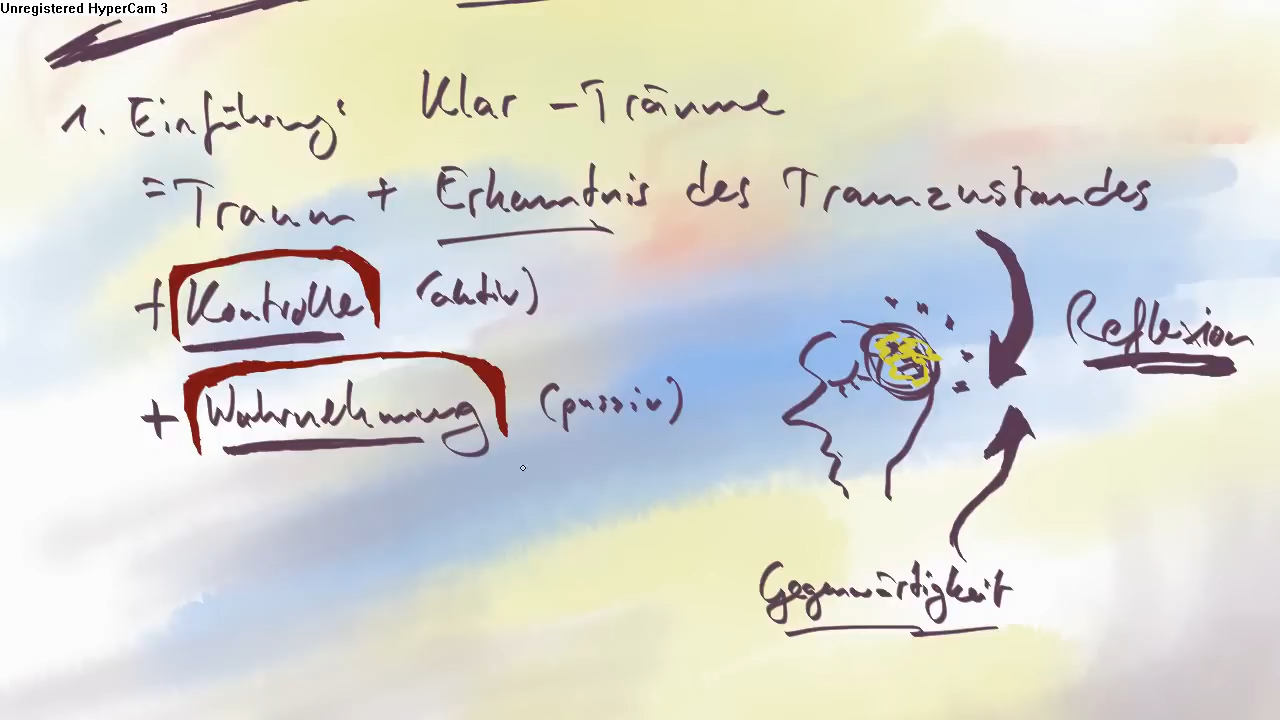 Unregistered HyperCam 3
1. Einführung: Klar - Träume
= Traum + Erkenntnis des Traumzustandes
+ Kontrolle (aktiv)
Reflexion
+ Wahrnehmung (passiv)
Gegenwärtigkeit